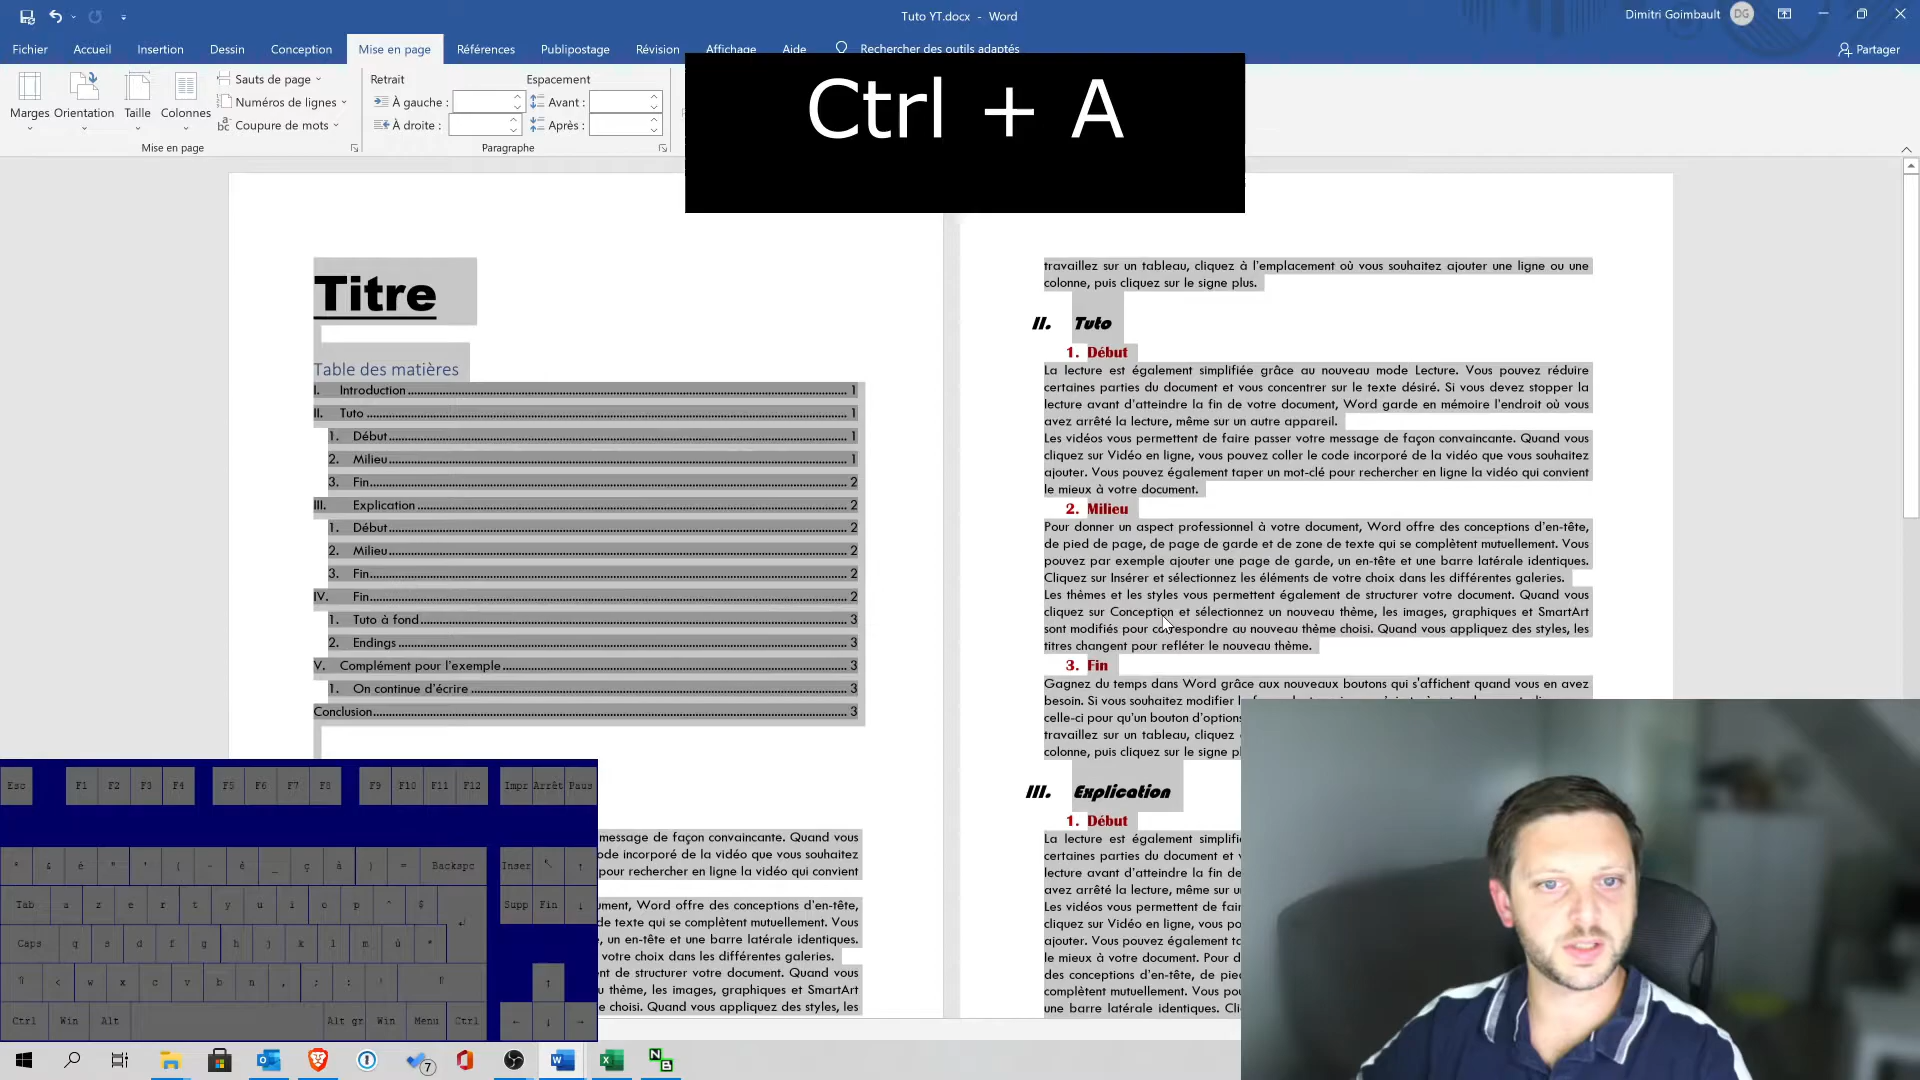 Tuto YT.docx - Word
Dimitri Goimbault DG
Fichier Accueil Insertion Dessin Conception Mise en page Références Publipostage Révision Affichage Aide Rechercher des outils adaptés Partager
Marges Orientation Taille Colonnes
Sauts de page
Numéros de lignes
Coupure de mots
Mise en page
Retrait Espacement
À gauche : Avant :
À droite : Après :
Paragraphe
Ctrl + A
Titre
Table des matières
I. Introduction 1
II. Tuto 1
1. Début 1
2. Milieu 1
3. Fin 2
III. Explication 2
1. Début 2
2. Milieu 2
3. Fin 2
IV. Fin 2
1. Tuto à fond 3
2. Endings 3
V. Complément pour l'exemple 3
1. On continue d'écrire 3
Conclusion 3
message de façon convaincante. Quand vous
ode incorporé de la vidéo que vous souhaitez
pour rechercher en ligne la vidéo qui convient
ument, Word offre des conceptions d'en-tête,
de texte qui se complètent mutuellement. Vous
, un en-tête et une barre latérale identiques.
votre choix dans les différentes galeries.
nt de structurer votre document. Quand vous
u thème, les images, graphiques et SmartArt
e choisi. Quand vous appliquez des styles, les
travaillez sur un tableau, cliquez à l'emplacement où vous souhaitez ajouter une ligne ou une
colonne, puis cliquez sur le signe plus.
II. Tuto
1. Début
La lecture est également simplifiée grâce au nouveau mode Lecture. Vous pouvez réduire
certaines parties du document et vous concentrer sur le texte désiré. Si vous devez stopper la
lecture avant d'atteindre la fin de votre document, Word garde en mémoire l'endroit où vous
avez arrêté la lecture, même sur un autre appareil.
Les vidéos vous permettent de faire passer votre message de façon convaincante. Quand vous
cliquez sur Vidéo en ligne, vous pouvez coller le code incorporé de la vidéo que vous souhaitez
ajouter. Vous pouvez également taper un mot-clé pour rechercher en ligne la vidéo qui convient
le mieux à votre document.
2. Milieu
Pour donner un aspect professionnel à votre document, Word offre des conceptions d'en-tête,
de pied de page, de page de garde et de zone de texte qui se complètent mutuellement. Vous
pouvez par exemple ajouter une page de garde, un en-tête et une barre latérale identiques.
Cliquez sur Insérer et sélectionnez les éléments de votre choix dans les différentes galeries.
Les thèmes et les styles vous permettent également de structurer votre document. Quand vous
cliquez sur Conception et sélectionnez un nouveau thème, les images, graphiques et SmartArt
sont modifiés pour correspondre au nouveau thème choisi. Quand vous appliquez des styles, les
titres changent pour refléter le nouveau thème.
3. Fin
Gagnez du temps dans Word grâce aux nouveaux boutons qui s'affichent quand vous en avez
besoin. Si vous souhaitez modifier l
celle-ci pour qu'un bouton d'options
travaillez sur un tableau, cliquez
colonne, puis cliquez sur le signe pl
III. Explication
1. Début
La lecture est également simplifi
certaines parties du document et v
lecture avant d'atteindre la fin de
avez arrêté la lecture, même sur un
Les vidéos vous permettent de fair
cliquez sur Vidéo en ligne, vous po
ajouter. Vous pouvez également ta
le mieux à votre document. Pour d
des conceptions d'en-tête, de pied
complètent mutuellement. Vous pou
une barre latérale identiques. Cli
Esc F1 F2 F3 F4 F5 F6 F7 F8 F9 F10 F11 F12 Impr Arrêt Paus
² & é " ' ( - è _ ç à ) = Backspc Inser ↖ ↑
Tab a z e r t y u i o p ^ $ ↵ Supp Fin ↓
Caps q s d f g h j k l m ù *
⇑ < w x c v b n , ; : ! ⇑ ↑
Ctrl Win Alt Alt gr Win Menu Ctrl ← ↓ →
7
N
B